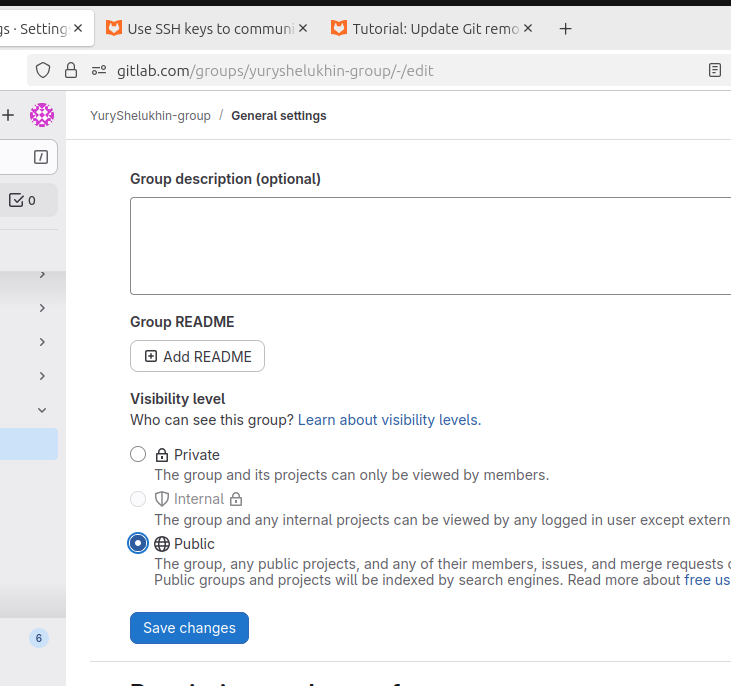 gs · Setting
Use SSH keys to communi
Tutorial: Update Git remo
gitlab.com/groups/yuryshelukhin-group/-/edit
YuryShelukhin-group / General settings
/
0
Group description (optional)
Group README
Add README
Visibility level
Who can see this group? Learn about visibility levels.
Private
The group and its projects can only be viewed by members.
Internal
The group and any internal projects can be viewed by any logged in user except extern
Public
The group, any public projects, and any of their members, issues, and merge requests
Public groups and projects will be indexed by search engines. Read more about free us
Save changes
6